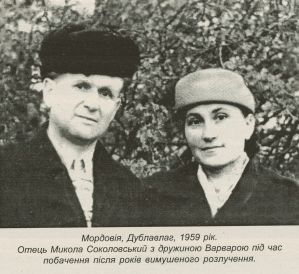 Мордовія, Дубравлаг, 1959 рік.
Отець Микола Соколовський з дружиною Варварою під час
побачення після років вимушеного розлучення.